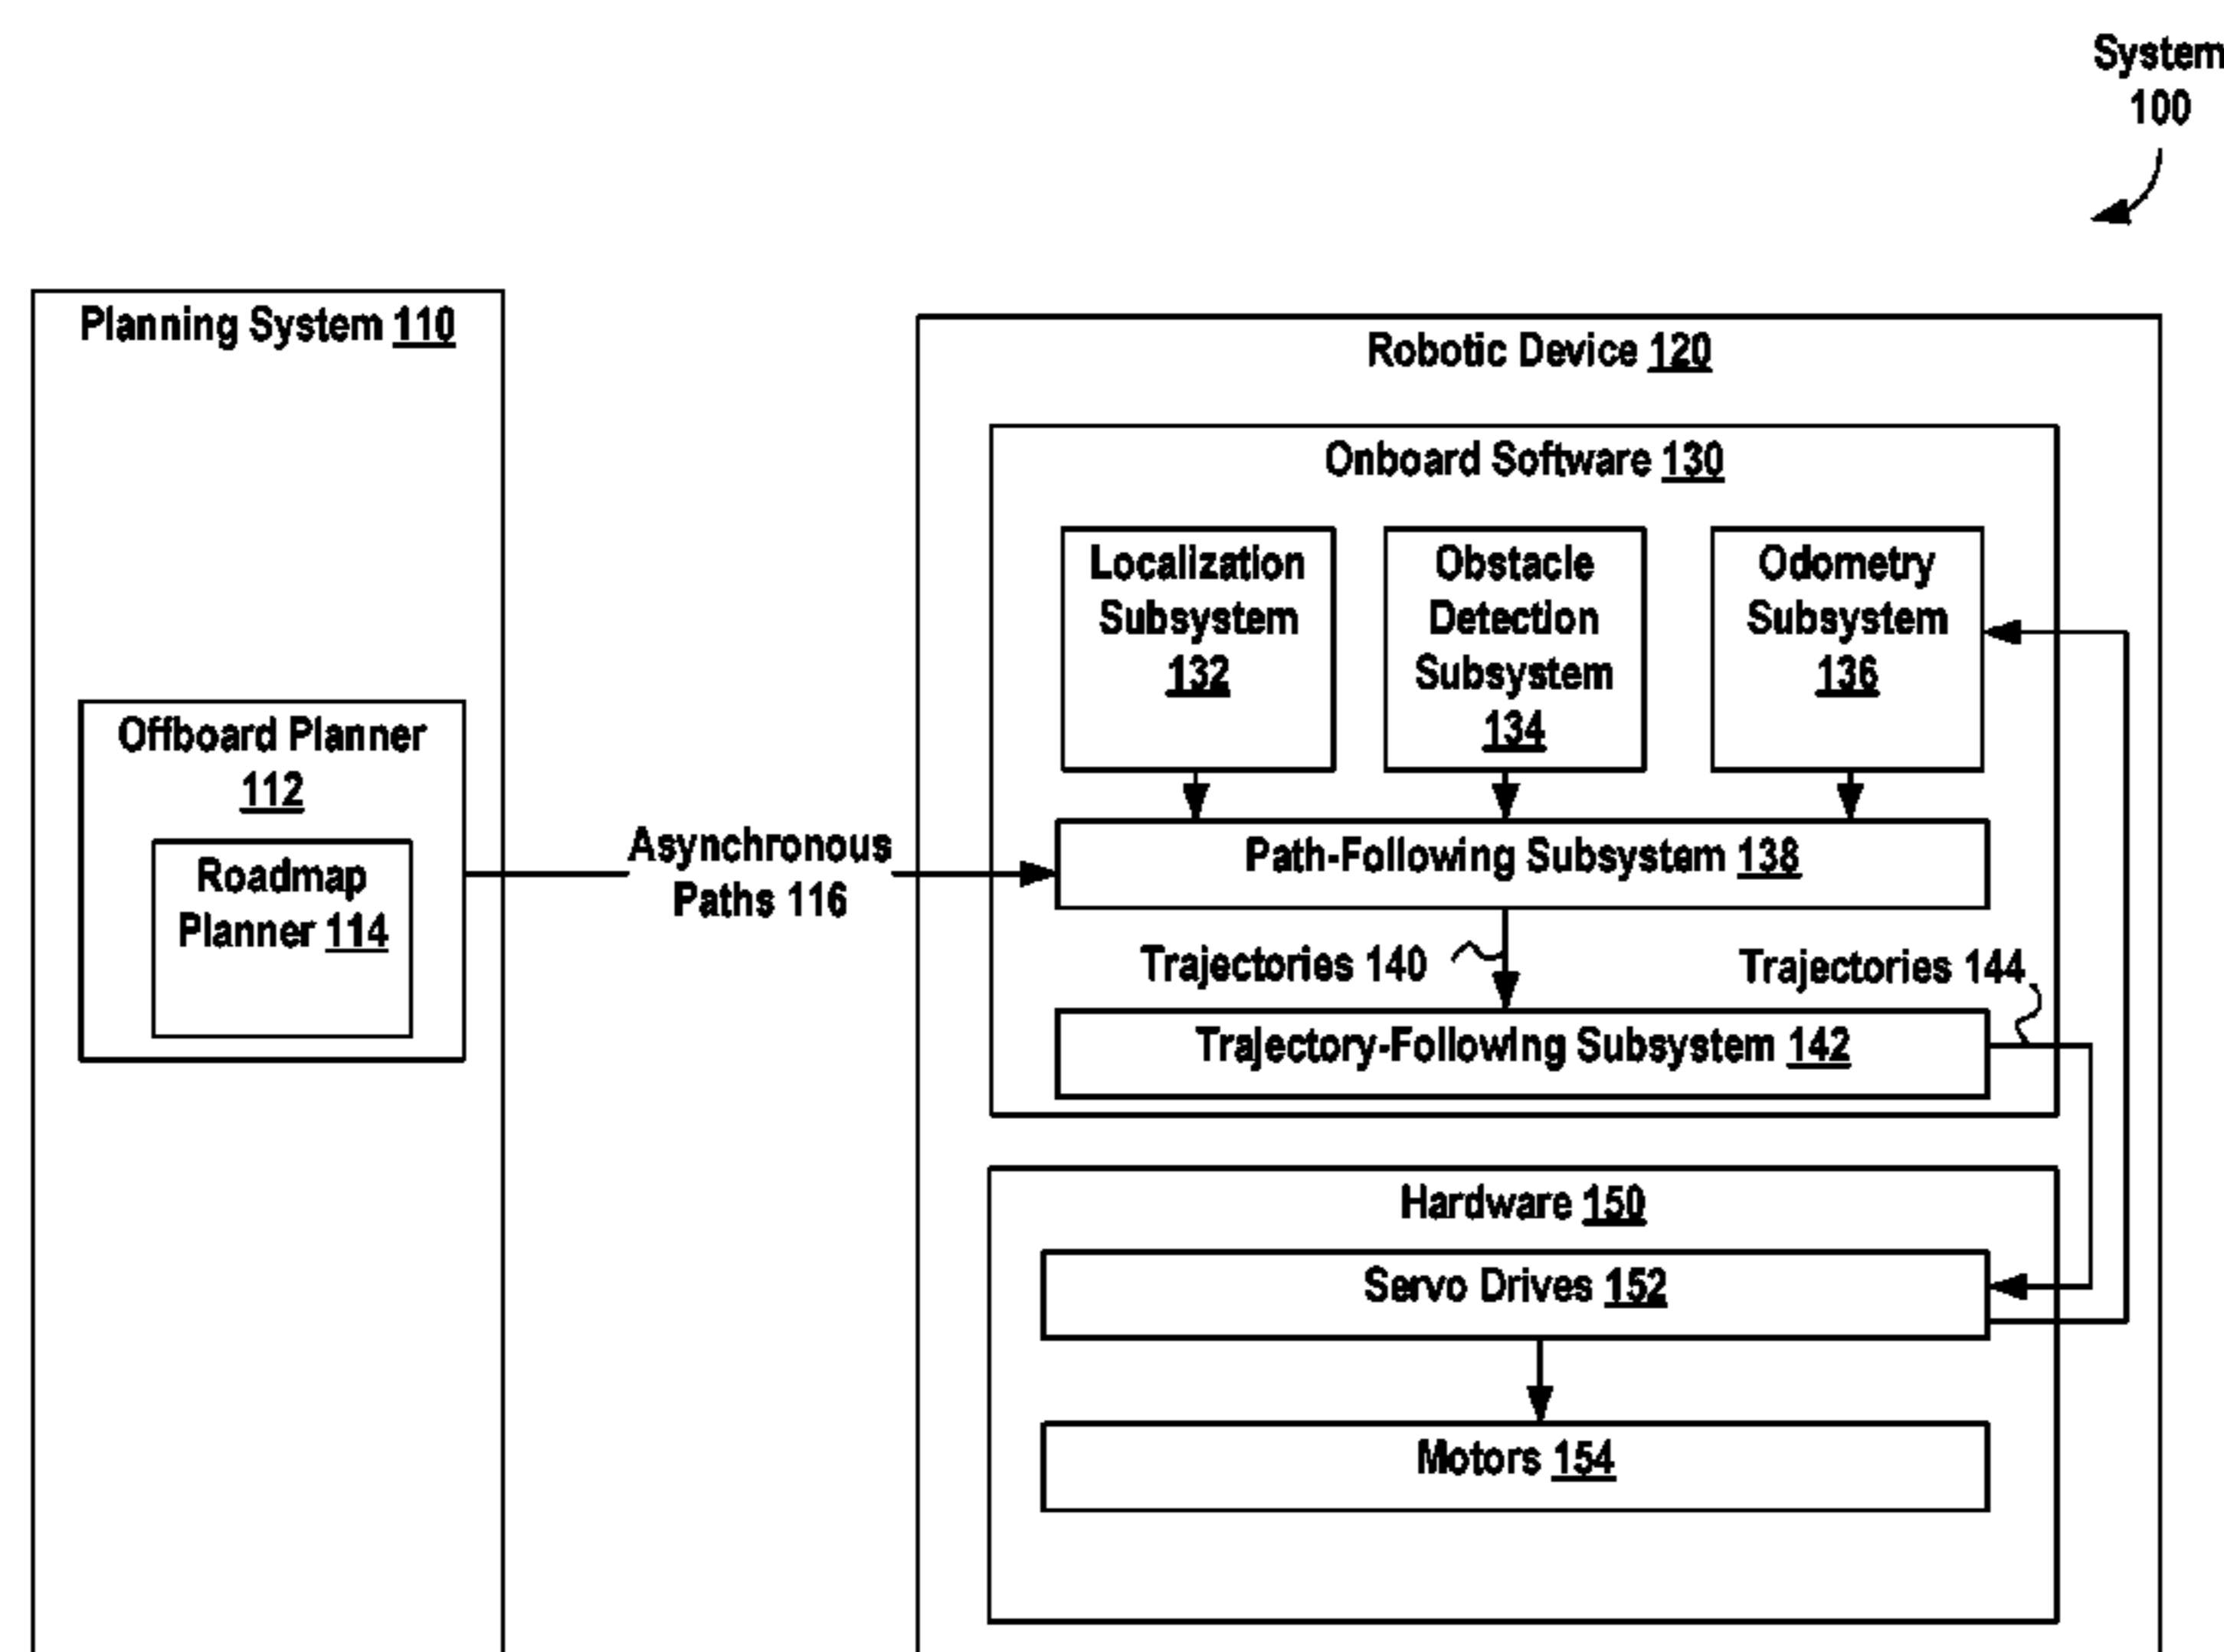 System
100
Planning System 110
Robotic Device 120
Onboard Software 130
Localization
Subsystem
132
Obstacle
Detection
Subsystem
134
Odometry
Subsystem
136
Offboard Planner
112
Roadmap
Planner 114
Asynchronous
Paths 116
Path-Following Subsystem 138
Trajectories 140
Trajectories 144
Trajectory-Following Subsystem 142
Hardware 150
Servo Drives 152
Motors 154